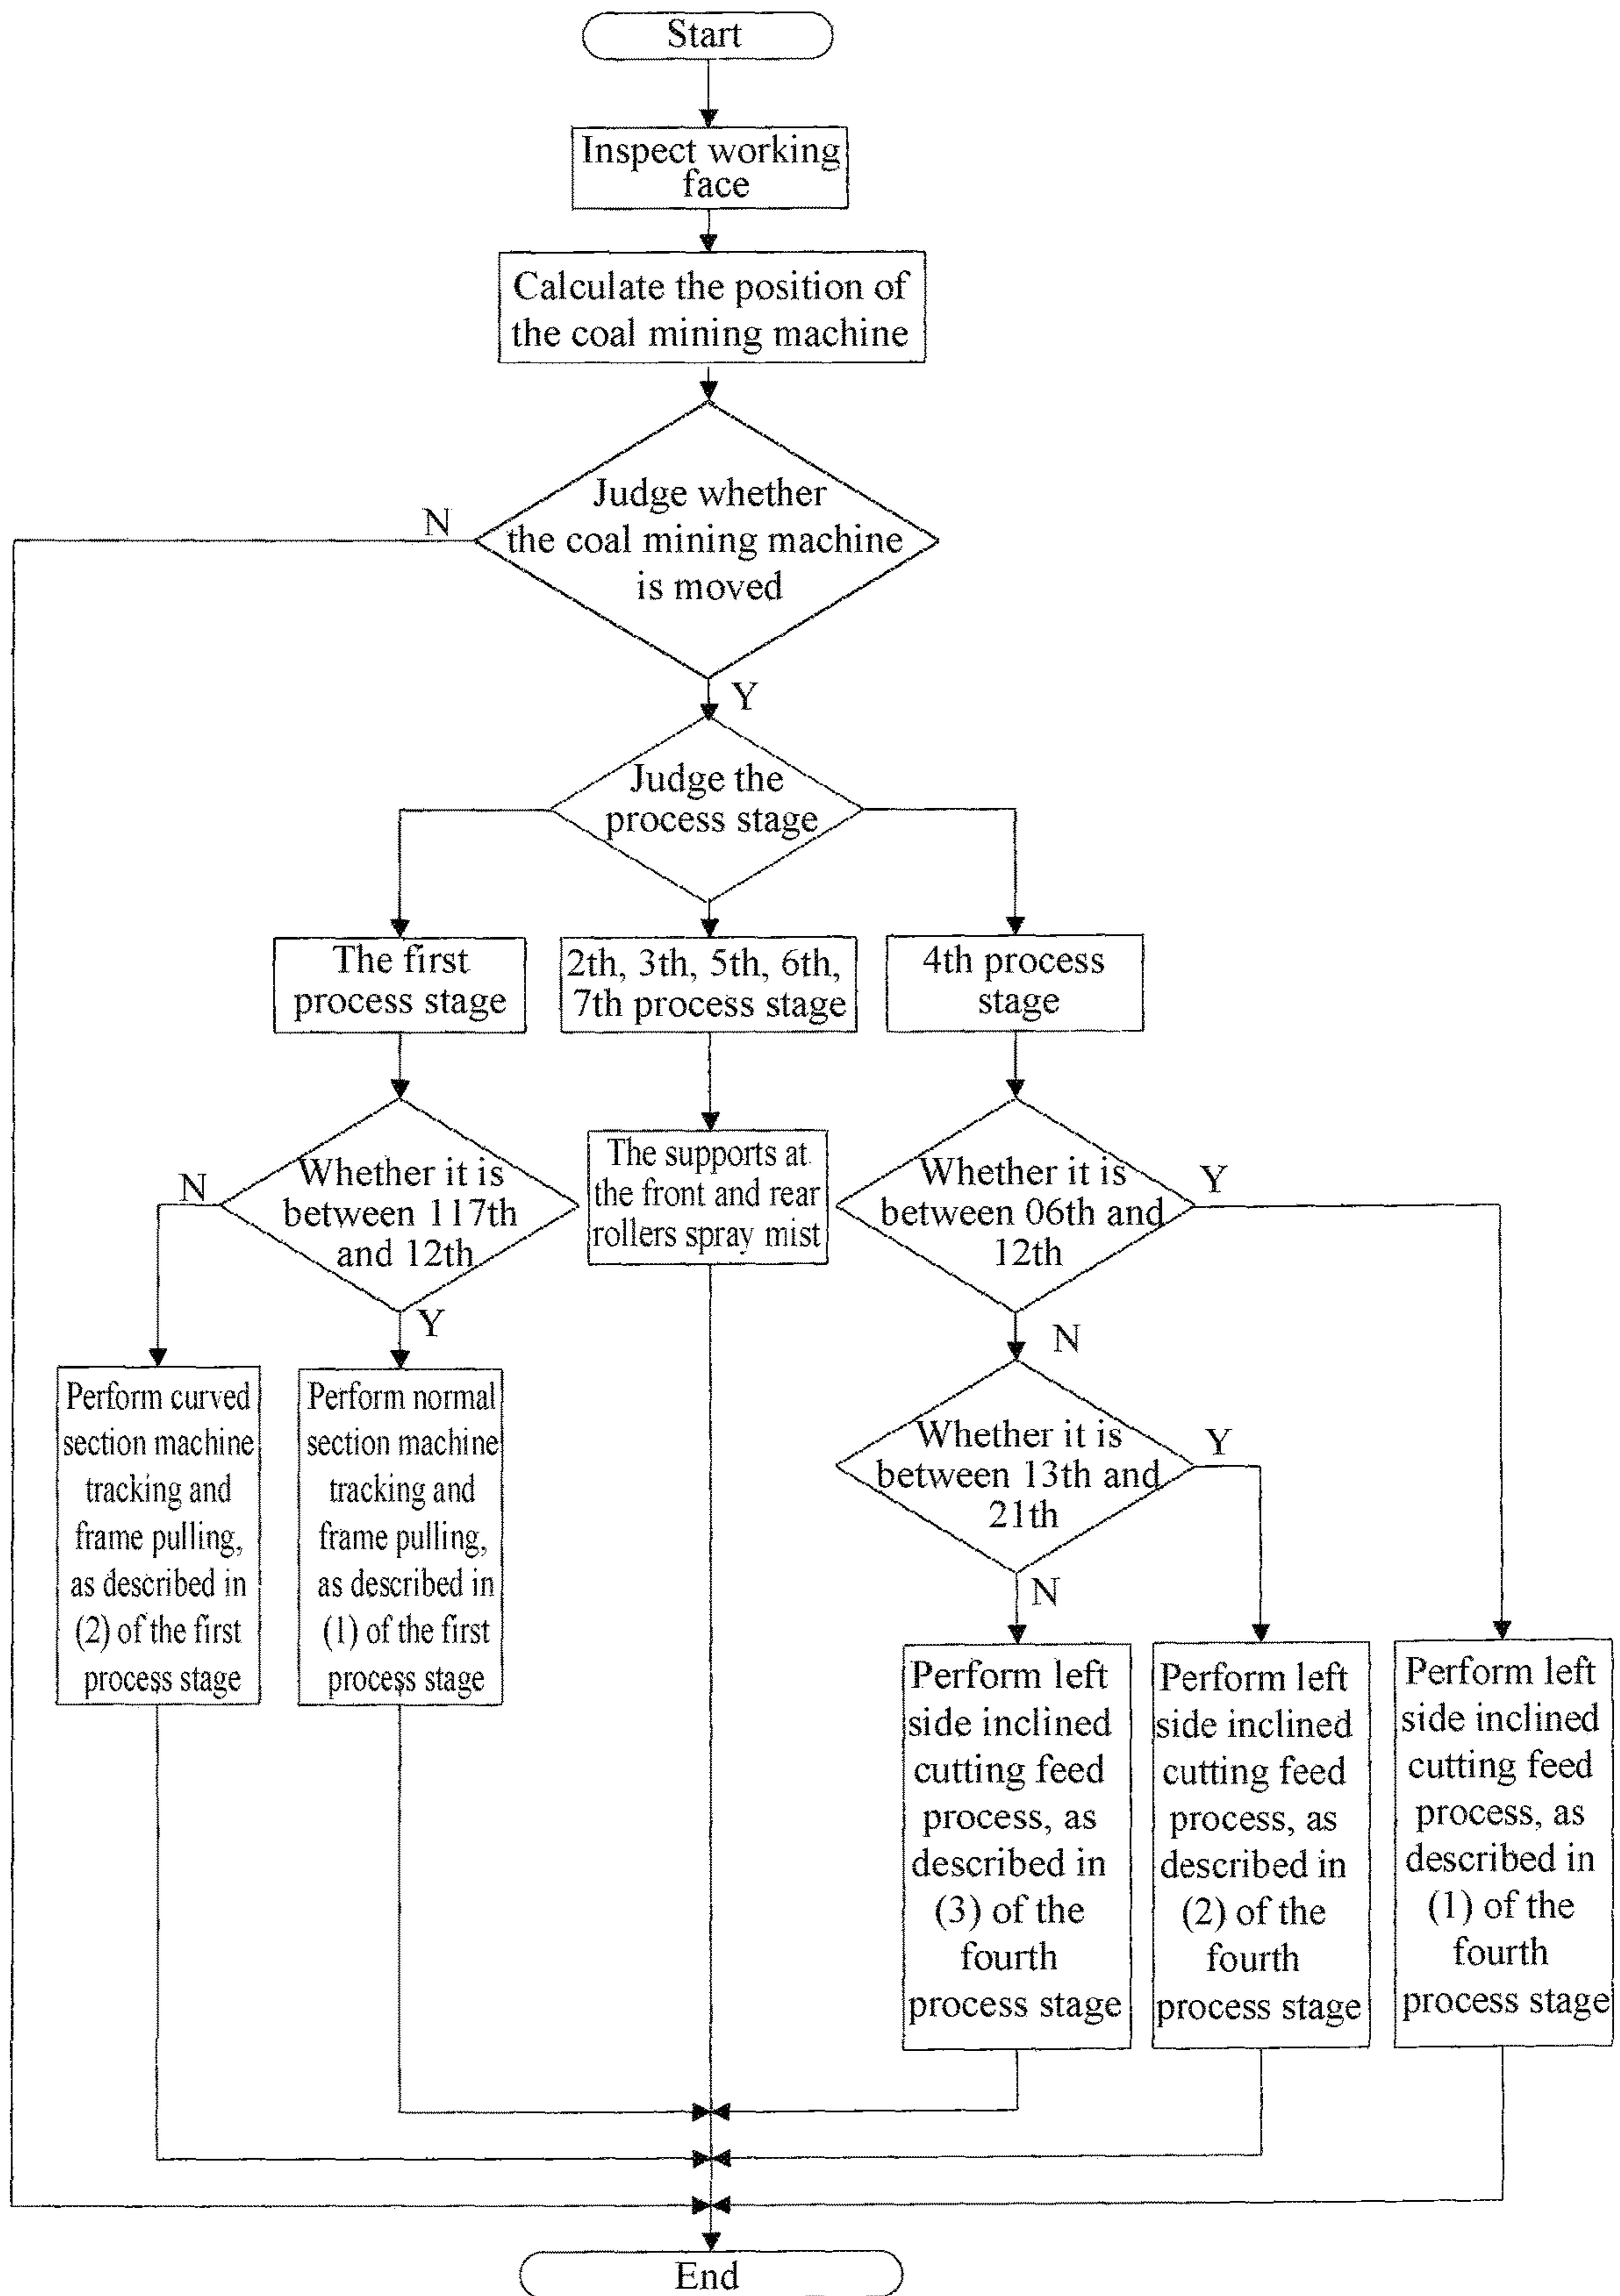 Start
Inspect working
face
Calculate the position of
the coal mining machine
Judge whether
the coal mining machine
is moved
N
Y
Judge the
process stage
The first
process stage
2th, 3th, 5th, 6th,
7th process stage
4th process
stage
Whether it is
between 117th
and 12th
N
Y
The supports at
the front and rear
rollers spray mist
Whether it is
between 06th and
12th
Y
N
Perform curved
section machine
tracking and
frame pulling,
as described in
(2) of the first
process stage
Perform normal
section machine
tracking and
frame pulling,
as described in
(1) of the first
process stage
Whether it is
between 13th and
21th
Y
N
Perform left
side inclined
cutting feed
process, as
described in
(3) of the
fourth
process stage
Perform left
side inclined
cutting feed
process, as
described in
(2) of the
fourth
process stage
Perform left
side inclined
cutting feed
process, as
described in
(1) of the
fourth
process stage
End